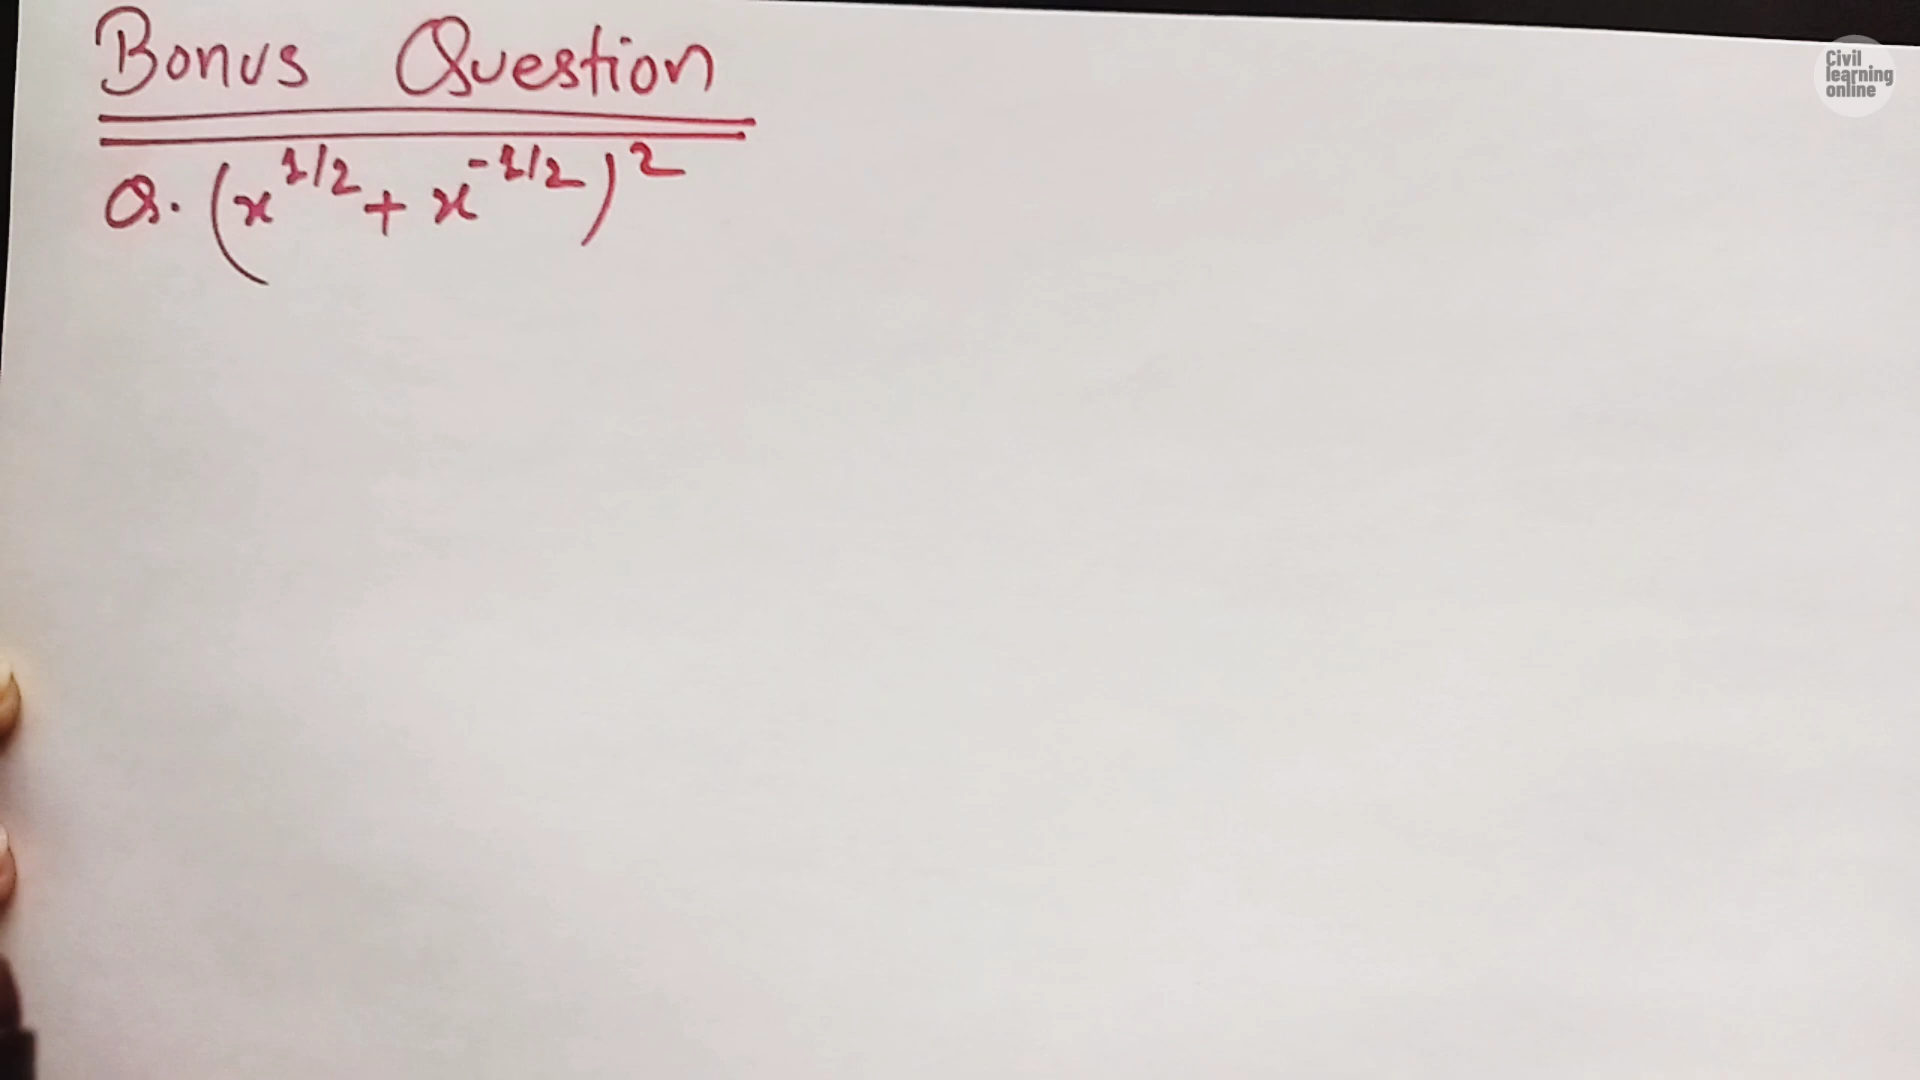 Bonus Question
Q. (x^1/2 + x^-1/2)^2
Civil
learning
online